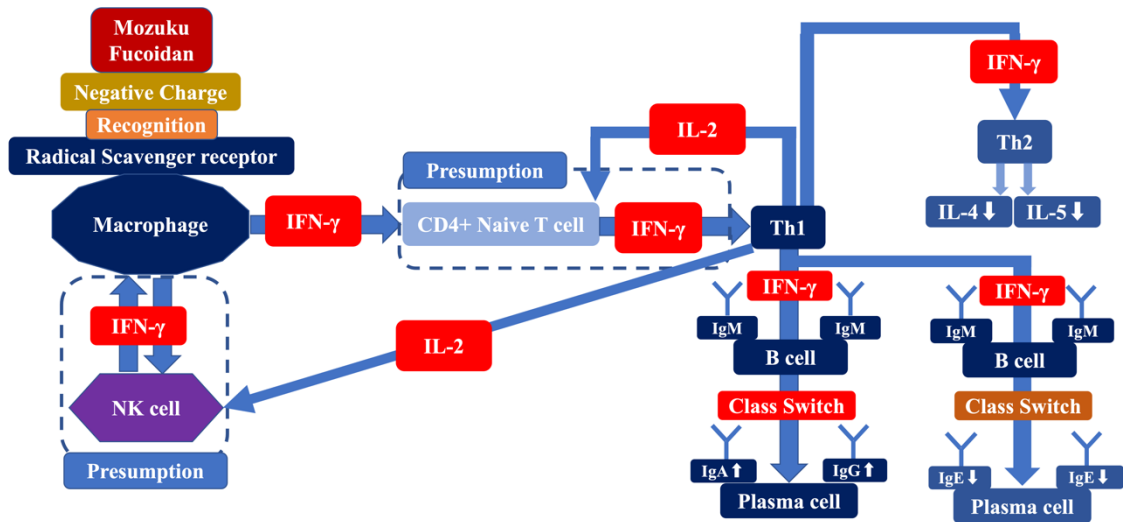 Mozuku
Fucoidan
Negative Charge
Recognition
Radical Scavenger receptor
Macrophage
IFN-γ
NK cell
Presumption
IFN-γ
Presumption
CD4+ Naive T cell
IFN-γ
IL-2
IL-2
Th1
IFN-γ
Th2
IL-4⬇
IL-5⬇
IFN-γ
IgM
IgM
B cell
Class Switch
IgA⬆
IgG⬆
Plasma cell
IFN-γ
IgM
IgM
B cell
Class Switch
IgE⬇
IgE⬇
Plasma cell